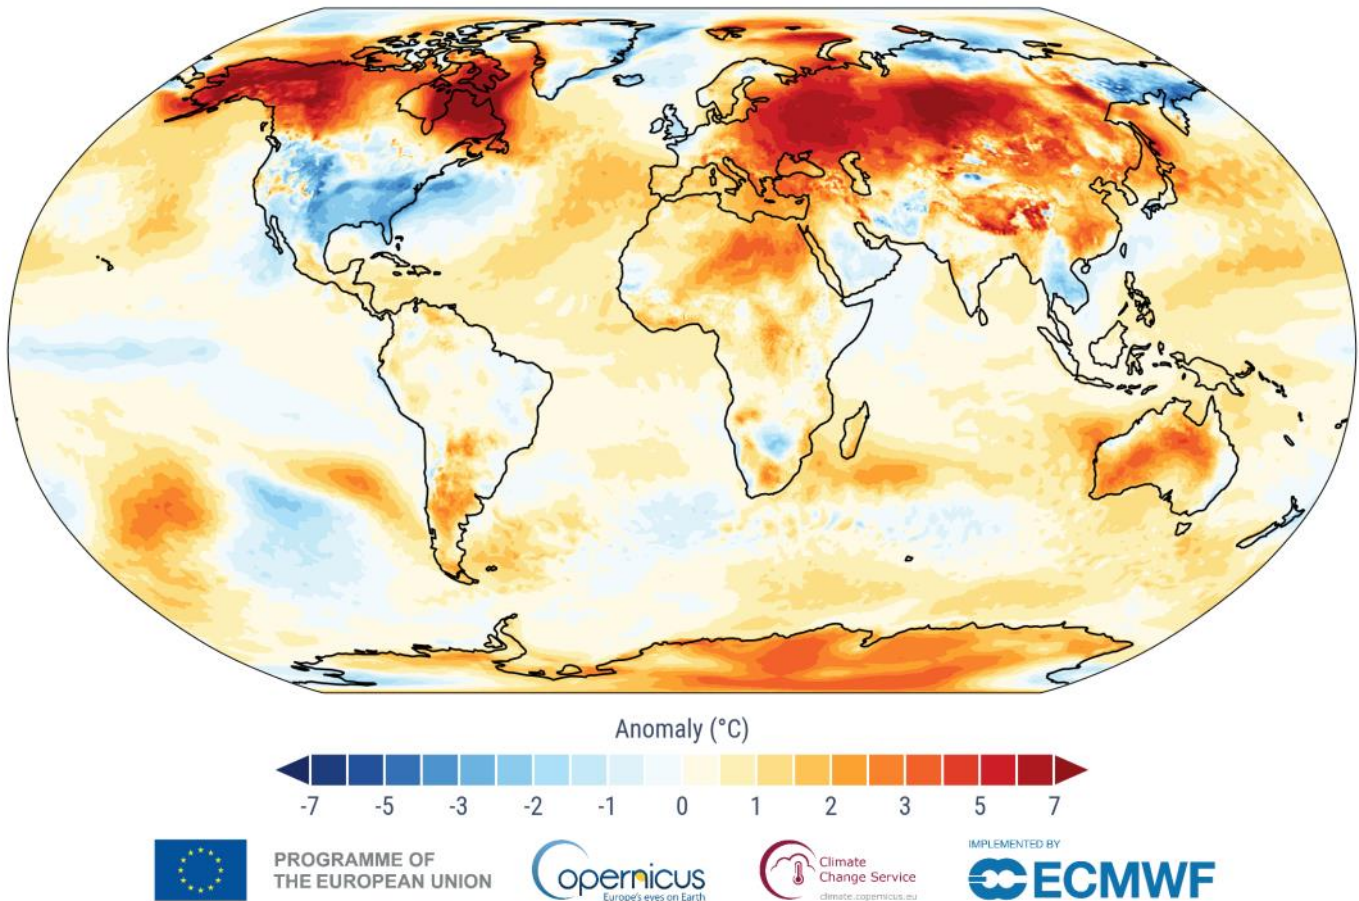 Anomaly (°C)
-7 -5 -3 -2 -1 0 1 2 3 5 7
PROGRAMME OF
THE EUROPEAN UNION
Copernicus
Europe's eyes on Earth
Climate
Change Service
climate.copernicus.eu
IMPLEMENTED BY
ECMWF